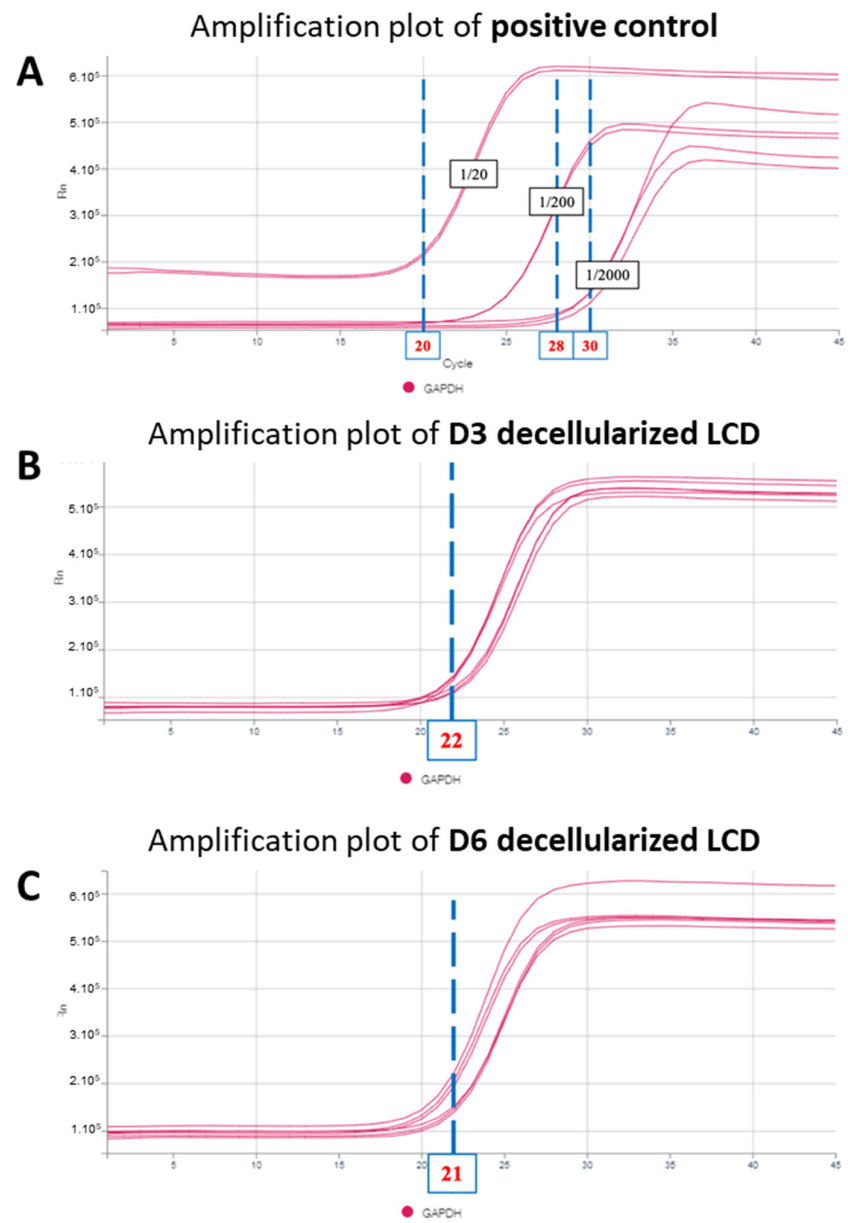 Amplification plot of positive control
A
6.10⁵
5.10⁵
4.10⁵
3.10⁵
2.10⁵
1.10⁵
Rn
1/20
1/200
1/2000
5 10 15 20 25 28 30 35 40 45
Cycle
GAPDH
Amplification plot of D3 decellularized LCD
B
5.10⁵
4.10⁵
3.10⁵
2.10⁵
1.10⁵
Rn
5 10 15 20 22 25 30 35 40 45
GAPDH
Amplification plot of D6 decellularized LCD
C
6.10⁵
5.10⁵
4.10⁵
3.10⁵
2.10⁵
1.10⁵
Rn
5 10 15 20 21 25 30 35 40 45
GAPDH